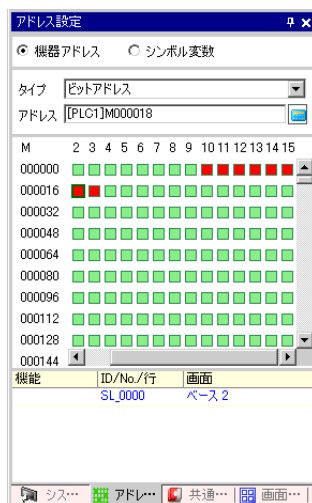 アドレス設定
機器アドレス シンボル変数
タイプ ビットアドレス
アドレス [PLC1]M000018
M 2 3 4 5 6 7 8 9 10 11 12 13 14 15
000000
000016
000032
000048
000064
000080
000096
000112
000128
000144
機能 ID/No./行 画面
SL_0000 ベース 2
シス… アドレ… 共通… 画面…